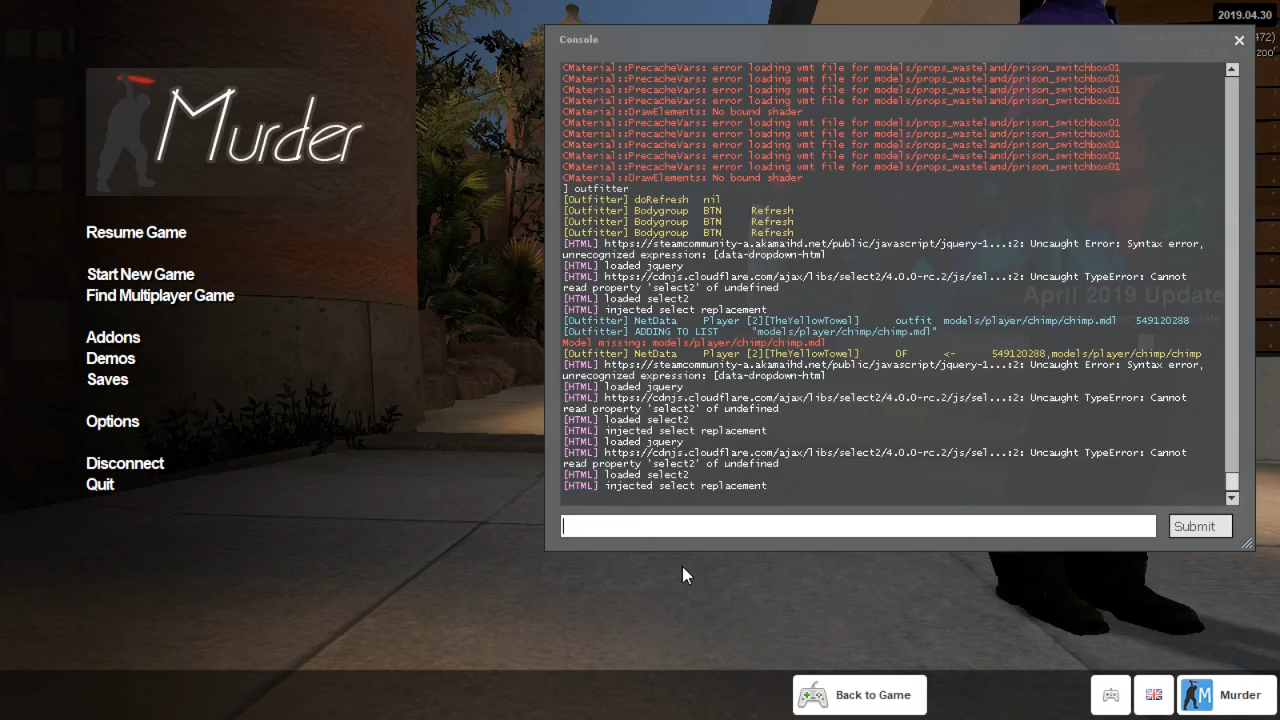 2019.04.30
Console
472)
Murder
CMaterial::PrecacheVars: error loading vmt file for models/props_wasteland/prison_switchbox01
CMaterial::PrecacheVars: error loading vmt file for models/props_wasteland/prison_switchbox01
CMaterial::PrecacheVars: error loading vmt file for models/props_wasteland/prison_switchbox01
CMaterial::PrecacheVars: error loading vmt file for models/props_wasteland/prison_switchbox01
CMaterial::DrawElements: No bound shader
CMaterial::PrecacheVars: error loading vmt file for models/props_wasteland/prison_switchbox01
CMaterial::PrecacheVars: error loading vmt file for models/props_wasteland/prison_switchbox01
CMaterial::PrecacheVars: error loading vmt file for models/props_wasteland/prison_switchbox01
CMaterial::PrecacheVars: error loading vmt file for models/props_wasteland/prison_switchbox01
CMaterial::PrecacheVars: error loading vmt file for models/props_wasteland/prison_switchbox01
CMaterial::DrawElements: No bound shader
] outfitter
[Outfitter] doRefresh nil
[Outfitter] Bodygroup BTN Refresh
[Outfitter] Bodygroup BTN Refresh
[Outfitter] Bodygroup BTN Refresh
[HTML] https://steamcommunity-a.akamaihd.net/public/javascript/jquery-1...:2: Uncaught Error: Syntax error,
unrecognized expression: [data-dropdown-html
[HTML] loaded jquery
[HTML] https://cdnjs.cloudflare.com/ajax/libs/select2/4.0.0-rc.2/js/sel...:2: Uncaught TypeError: Cannot
read property 'select2' of undefined
[HTML] loaded select2
[HTML] injected select replacement
[Outfitter] NetData Player [2][TheYellowTowel] outfit models/player/chimp/chimp.mdl 549120288
[Outfitter] ADDING TO LIST "models/player/chimp/chimp.mdl"
Model missing: models/player/chimp/chimp.mdl
[Outfitter] NetData Player [2][TheYellowTowel] OF <- 549120288,models/player/chimp/chimp
[HTML] https://steamcommunity-a.akamaihd.net/public/javascript/jquery-1...:2: Uncaught Error: Syntax error,
unrecognized expression: [data-dropdown-html
[HTML] loaded jquery
[HTML] https://cdnjs.cloudflare.com/ajax/libs/select2/4.0.0-rc.2/js/sel...:2: Uncaught TypeError: Cannot
read property 'select2' of undefined
[HTML] loaded select2
[HTML] injected select replacement
[HTML] loaded jquery
[HTML] https://cdnjs.cloudflare.com/ajax/libs/select2/4.0.0-rc.2/js/sel...:2: Uncaught TypeError: Cannot
read property 'select2' of undefined
[HTML] loaded select2
[HTML] injected select replacement
April 2019 Update
Submit
Resume Game
Start New Game
Find Multiplayer Game
Addons
Demos
Saves
Options
Disconnect
Quit
Back to Game
M
Murder